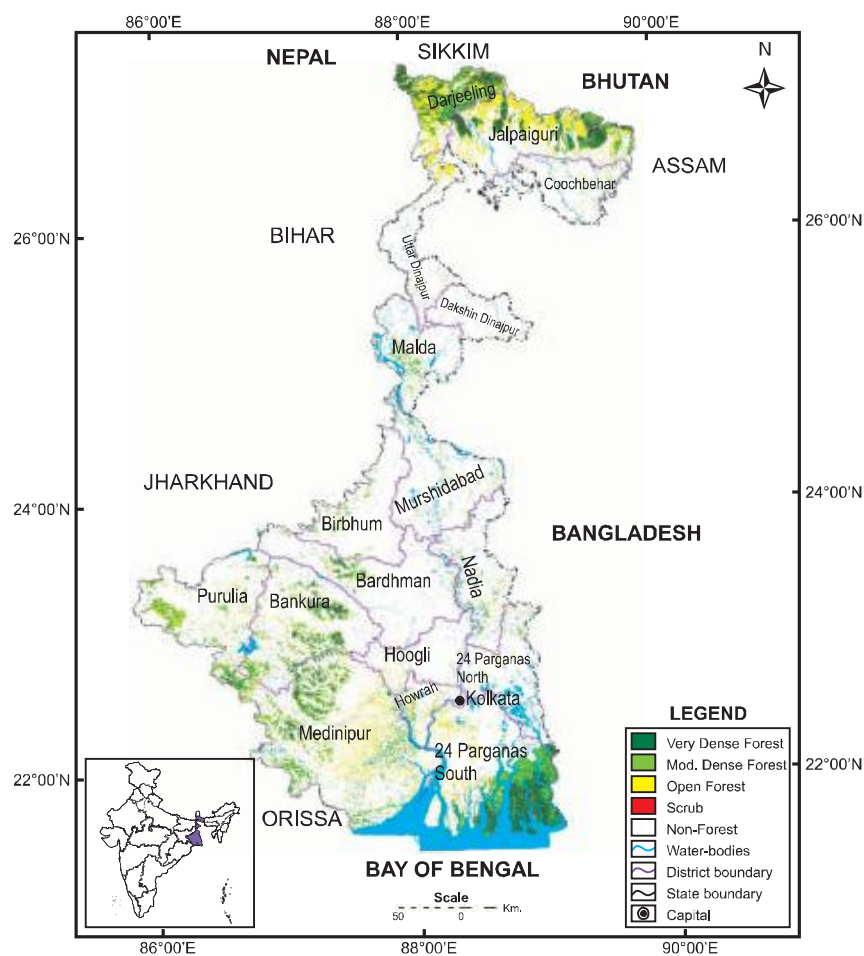 86°00'E 88°00'E 90°00'E
SIKKIM
NEPAL
N
BHUTAN
Darjeeling
Jalpaiguri
ASSAM
Coochbehar
26°00'N
26°00'N
BIHAR
Uttar Dinajpur
Dakshin Dinajpur
Malda
JHARKHAND
Murshidabad
24°00'N
24°00'N
Birbhum
BANGLADESH
Nadia
Bardhman
Purulia
Bankura
Hoogli
24 Parganas
North
Howrah
Kolkata
Medinipur
24 Parganas
South
22°00'N
22°00'N
ORISSA
BAY OF BENGAL
Scale
50 0 Km.
LEGEND
Very Dense Forest
Mod. Dense Forest
Open Forest
Scrub
Non-Forest
Water-bodies
District boundary
State boundary
Capital
86°00'E 88°00'E 90°00'E